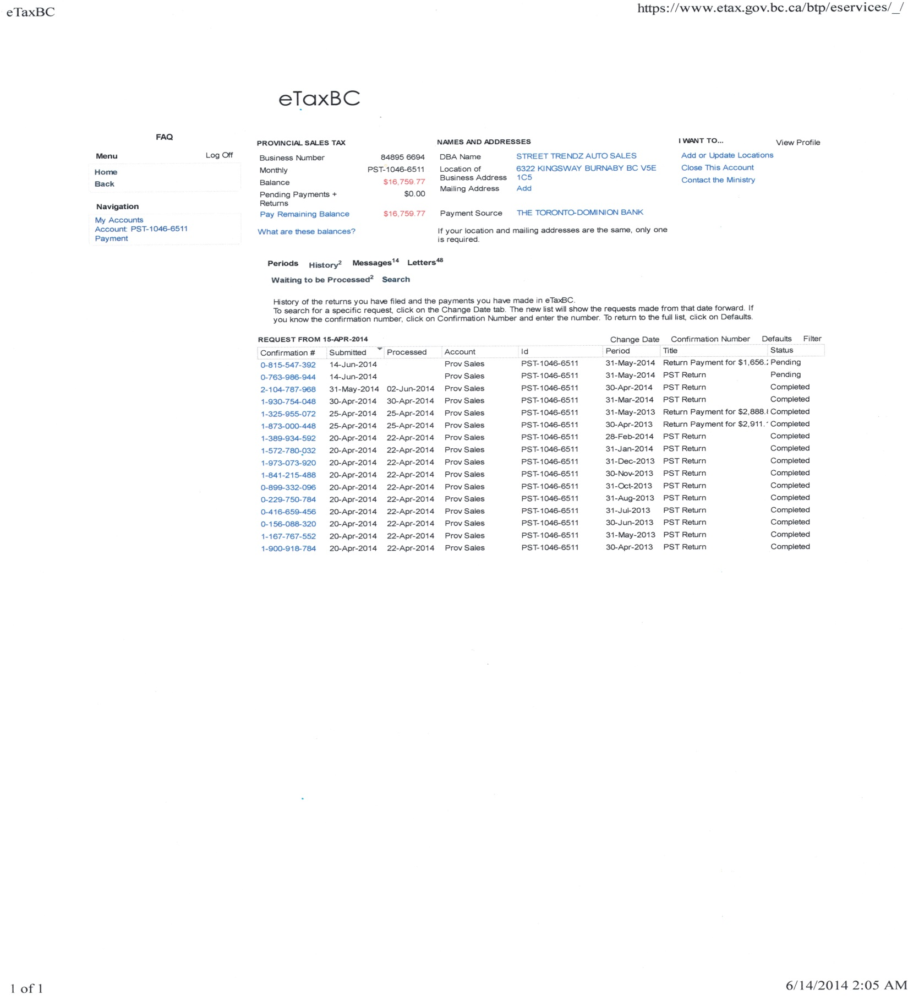 eTaxBC
https://www.etax.gov.bc.ca/btp/eservices/_/
eTaxBC
FAQ
Menu Log Off
Home
Back
Navigation
My Accounts
Account: PST-1046-6511
Payment
PROVINCIAL SALES TAX
Business Number 84895 6694
Monthly PST-1046-6511
Balance $16,759.77
Pending Payments + $0.00
Returns
Pay Remaining Balance $16,759.77
What are these balances?
NAMES AND ADDRESSES
DBA Name STREET TRENDZ AUTO SALES
Location of 6322 KINGSWAY BURNABY BC V5E
Business Address 1C5
Mailing Address Add
Payment Source THE TORONTO-DOMINION BANK
If your location and mailing addresses are the same, only one
is required.
I WANT TO... View Profile
Add or Update Locations
Close This Account
Contact the Ministry
Periods History2 Messages14 Letters48
Waiting to be Processed2 Search
History of the returns you have filed and the payments you have made in eTaxBC.
To search for a specific request, click on the Change Date tab. The new list will show the requests made from that date forward. If
you know the confirmation number, click on Confirmation Number and enter the number. To return to the full list, click on Defaults.
REQUEST FROM 15-APR-2014 Change Date Confirmation Number Defaults Filter
Confirmation # Submitted Processed Account Id Period Title Status
0-815-547-392 14-Jun-2014 Prov Sales PST-1046-6511 31-May-2014 Return Payment for $1,656. Pending
0-763-986-944 14-Jun-2014 Prov Sales PST-1046-6511 31-May-2014 PST Return Pending
2-104-787-968 31-May-2014 02-Jun-2014 Prov Sales PST-1046-6511 30-Apr-2014 PST Return Completed
1-930-754-048 30-Apr-2014 30-Apr-2014 Prov Sales PST-1046-6511 31-Mar-2014 PST Return Completed
1-325-955-072 25-Apr-2014 25-Apr-2014 Prov Sales PST-1046-6511 31-May-2013 Return Payment for $2,888. Completed
1-873-000-448 25-Apr-2014 25-Apr-2014 Prov Sales PST-1046-6511 30-Apr-2013 Return Payment for $2,911. Completed
1-389-934-592 20-Apr-2014 22-Apr-2014 Prov Sales PST-1046-6511 28-Feb-2014 PST Return Completed
1-572-780-032 20-Apr-2014 22-Apr-2014 Prov Sales PST-1046-6511 31-Jan-2014 PST Return Completed
1-973-073-920 20-Apr-2014 22-Apr-2014 Prov Sales PST-1046-6511 31-Dec-2013 PST Return Completed
1-841-215-488 20-Apr-2014 22-Apr-2014 Prov Sales PST-1046-6511 30-Nov-2013 PST Return Completed
0-899-332-096 20-Apr-2014 22-Apr-2014 Prov Sales PST-1046-6511 31-Oct-2013 PST Return Completed
0-229-750-784 20-Apr-2014 22-Apr-2014 Prov Sales PST-1046-6511 31-Aug-2013 PST Return Completed
0-416-659-456 20-Apr-2014 22-Apr-2014 Prov Sales PST-1046-6511 31-Jul-2013 PST Return Completed
0-156-088-320 20-Apr-2014 22-Apr-2014 Prov Sales PST-1046-6511 30-Jun-2013 PST Return Completed
1-167-767-552 20-Apr-2014 22-Apr-2014 Prov Sales PST-1046-6511 31-May-2013 PST Return Completed
1-900-918-784 20-Apr-2014 22-Apr-2014 Prov Sales PST-1046-6511 30-Apr-2013 PST Return Completed
1 of 1
6/14/2014 2:05 AM